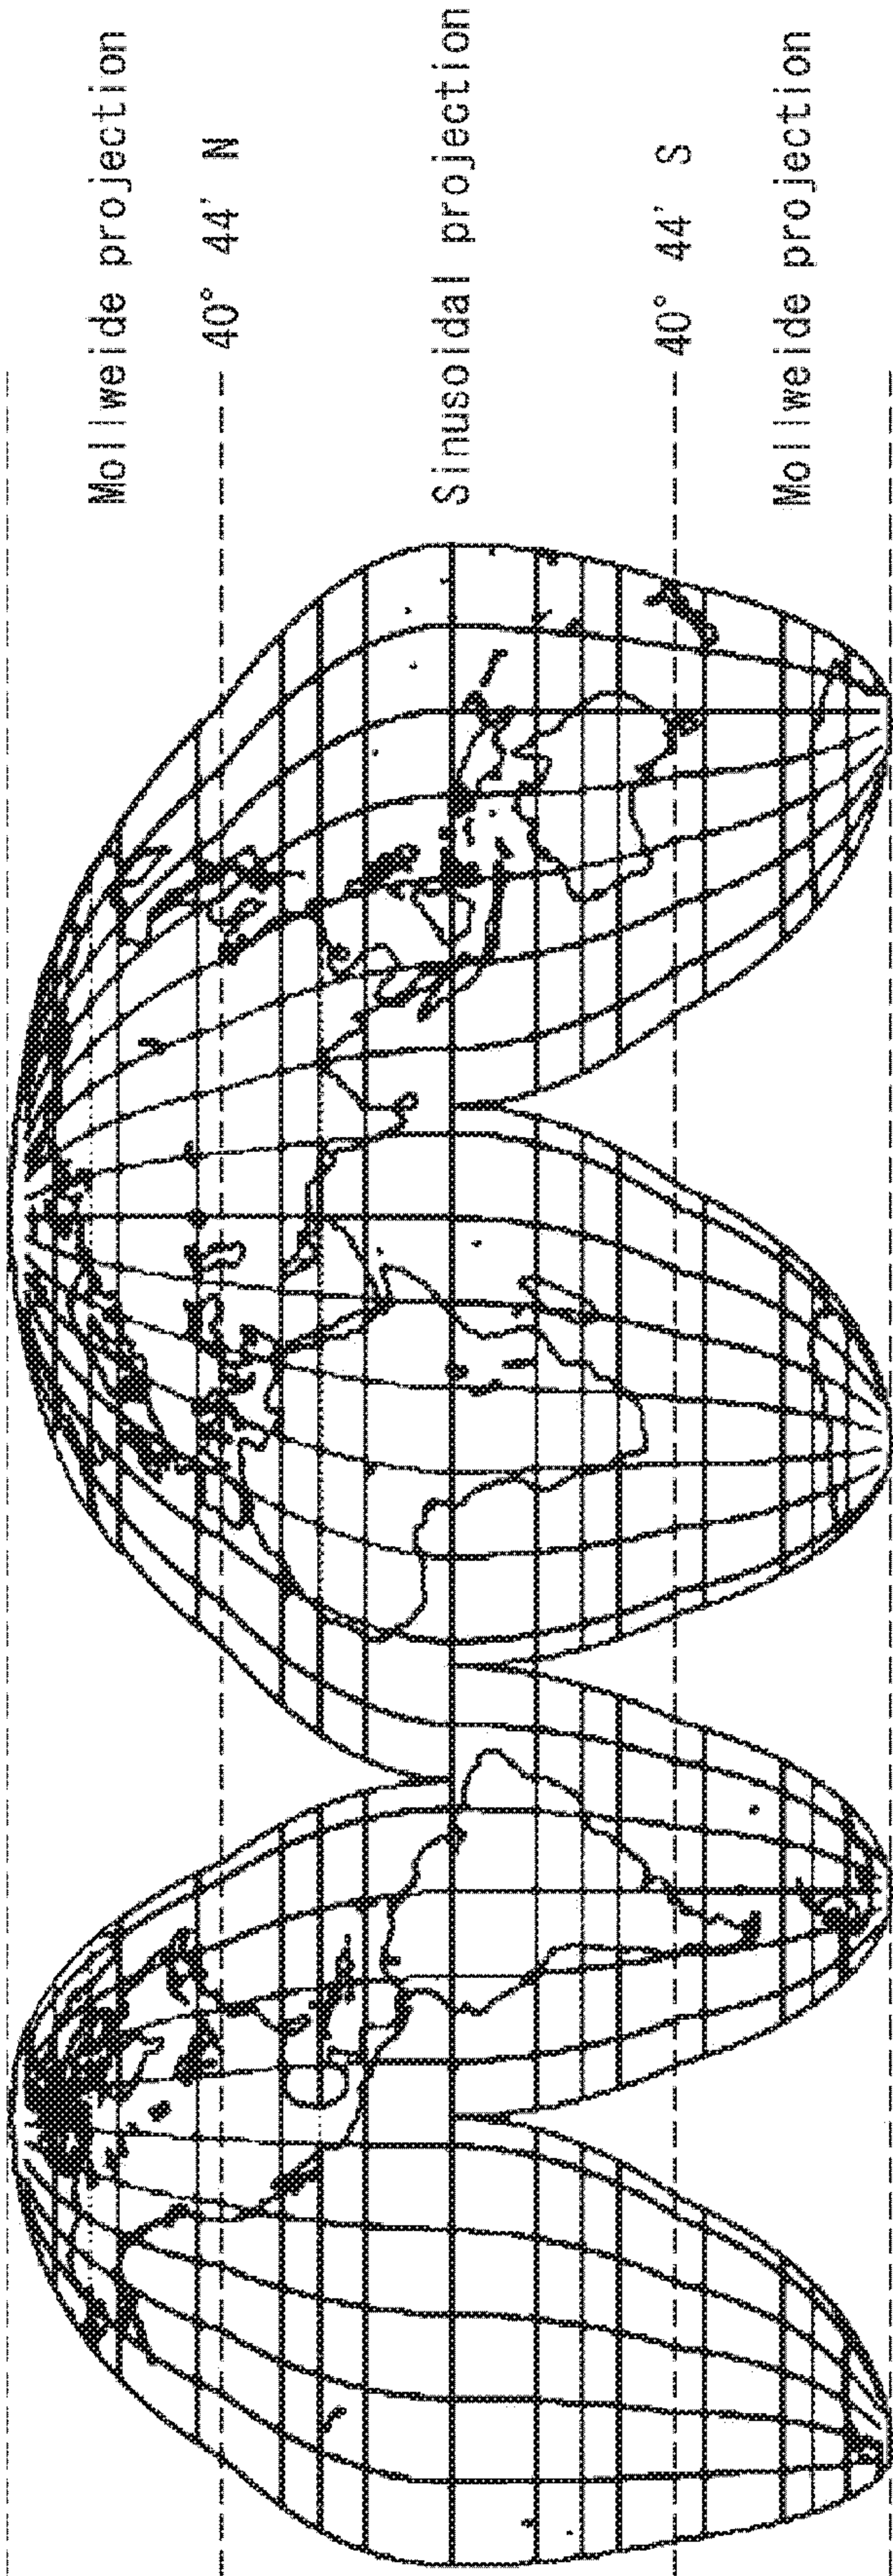 Mollweide projection
40° 44' N
Sinusoidal projection
40° 44' S
Mollweide projection